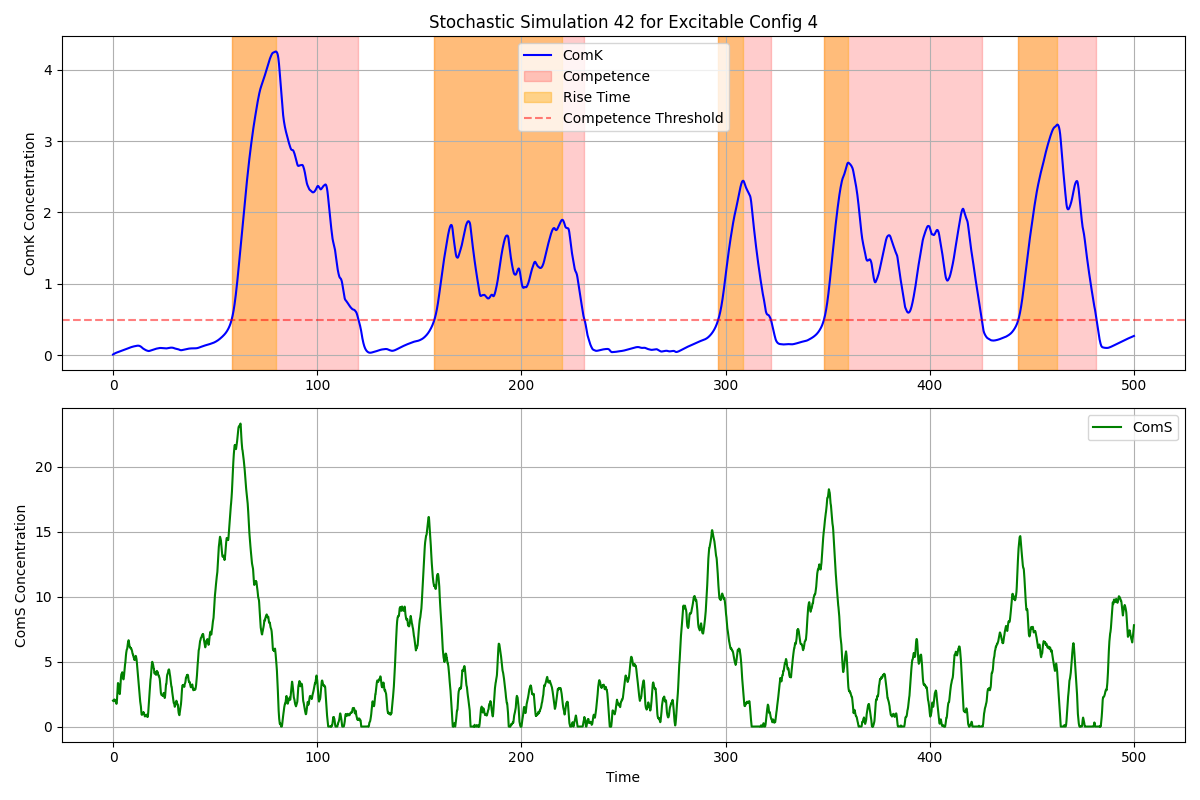 Stochastic Simulation 42 for Excitable Config 4
ComK Concentration
4
3
2
1
0
ComK
Competence
Rise Time
Competence Threshold
0 100 200 300 400 500
ComS Concentration
20
15
10
5
0
ComS
0 100 200 300 400 500
Time